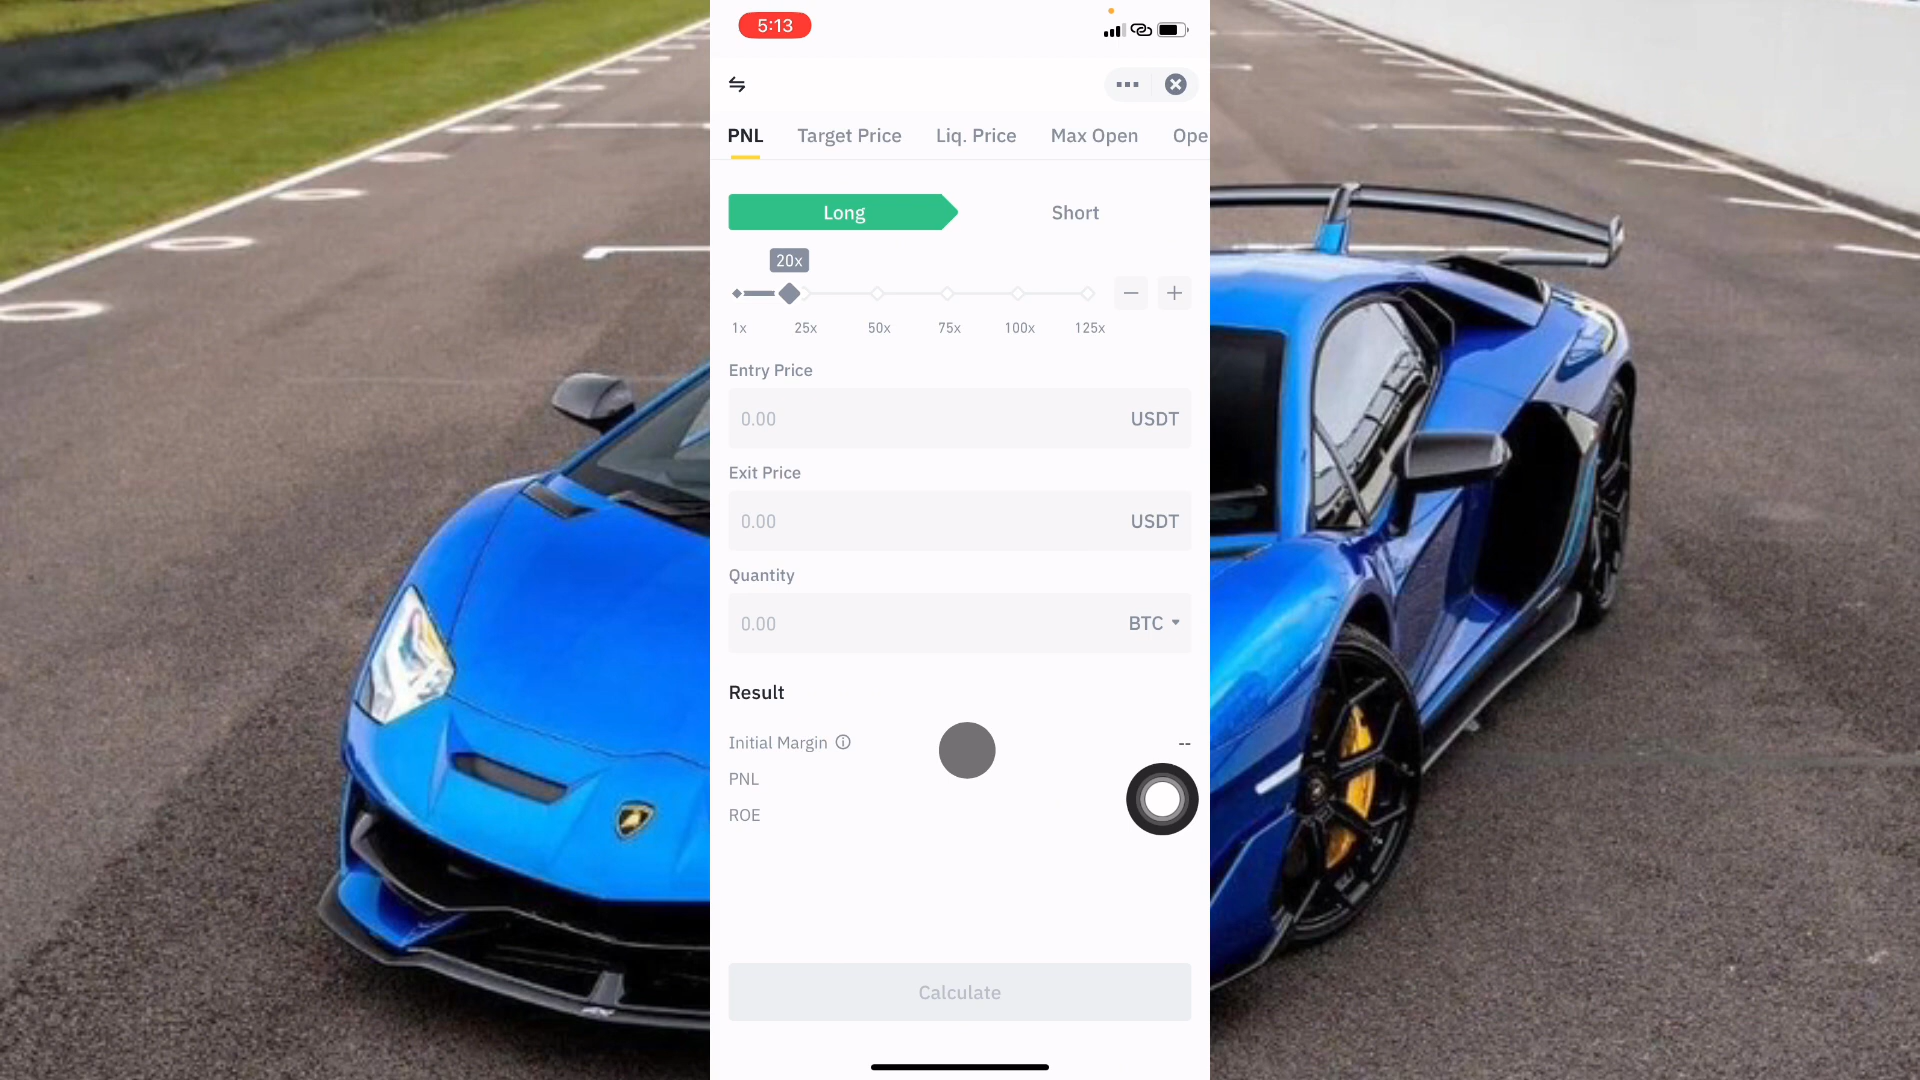 5:13
PNL Target Price Liq. Price Max Open Ope
Long Short
20x
1x 25x 50x 75x 100x 125x
Entry Price
0.00 USDT
Exit Price
0.00 USDT
Quantity
0.00 BTC
Result
Initial Margin --
PNL
ROE
Calculate